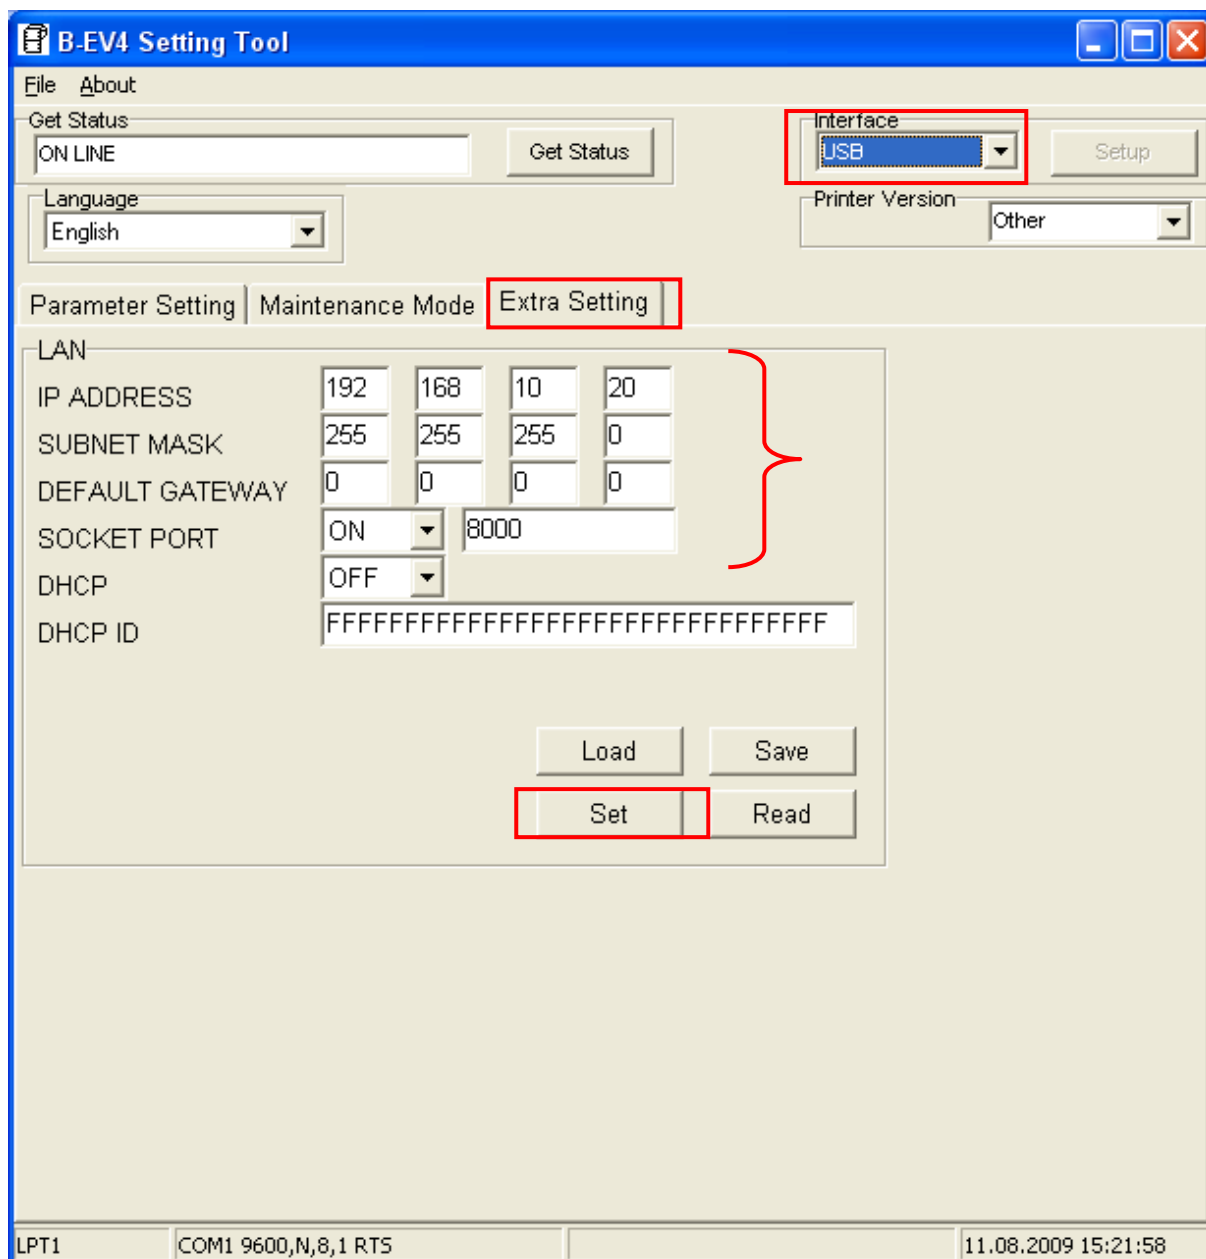 B-EV4 Setting Tool
File About
Get Status
ON LINE
Get Status
Interface
USB
Setup
Language
English
Printer Version
Other
Parameter Setting
Maintenance Mode
Extra Setting
LAN
IP ADDRESS 192 168 10 20
SUBNET MASK 255 255 255 0
DEFAULT GATEWAY 0 0 0 0
SOCKET PORT ON 8000
DHCP OFF
DHCP ID FFFFFFFFFFFFFFFFFFFFFFFFFFFFFFFF
Load Save
Set Read
LPT1 COM1 9600,N,8,1 RTS 11.08.2009 15:21:58